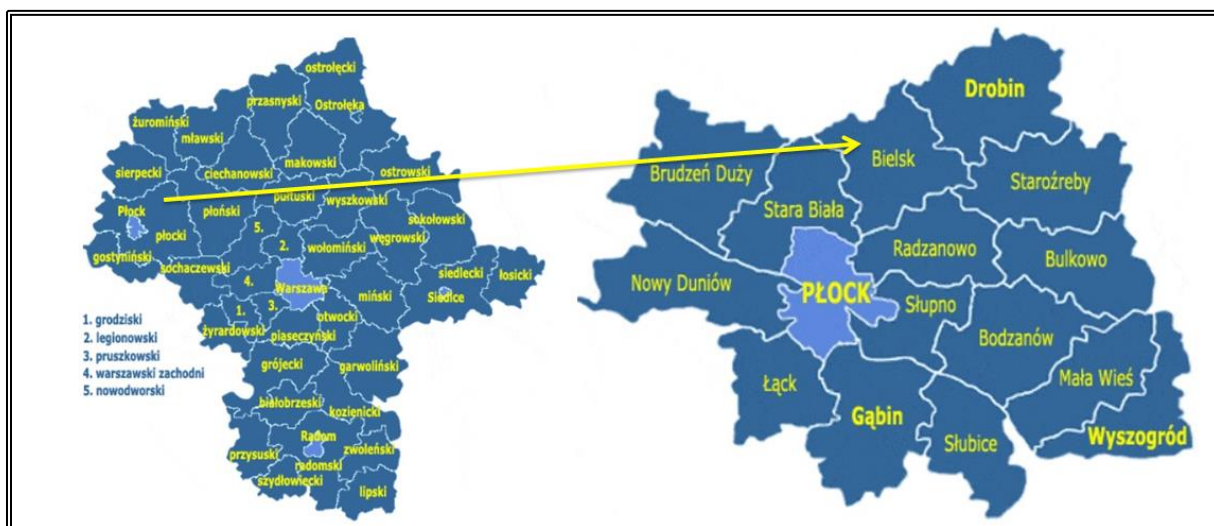 ostrołęcki
przasnyski
Ostrołęka
żuromiński
mławski
makowski
sierpecki
ciechanowski
ostrowski
pułtuski
wyszkowski
Płock
płoński
sokołowski
5.
płocki
węgrowski
2.
wołomiński
gostyniński
sochaczewski
siedlecki
łosicki
4.
Warszawa
miński
Siedlce
1.
3.
otwocki
żyrardowski
piaseczyński
grójecki
garwoliński
białobrzeski
kozienicki
Radom
zwoleński
przysuski
radomski
szydłowiecki
lipski
1. grodziski
2. legionowski
3. pruszkowski
4. warszawski zachodni
5. nowodworski
Drobin
Bielsk
Brudzeń Duży
Staroźreby
Stara Biała
Radzanowo
Bulkowo
Nowy Duniów
PŁOCK
Słupno
Bodzanów
Łąck
Mała Wieś
Gąbin
Słubice
Wyszogród